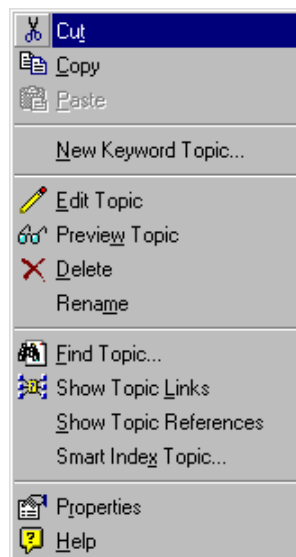 Cut
Copy
Paste
New Keyword Topic...
Edit Topic
Preview Topic
Delete
Rename
Find Topic...
Show Topic Links
Show Topic References
Smart Index Topic...
Properties
Help